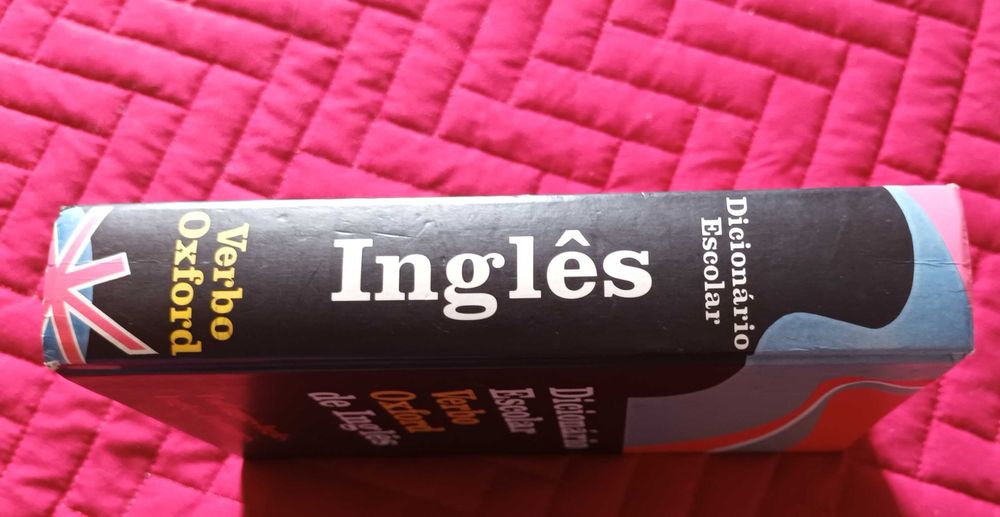 Verbo
Oxford
Inglês
Dicionário
Escolar
Dicionário
Escolar
Verbo
Oxford
de Inglês